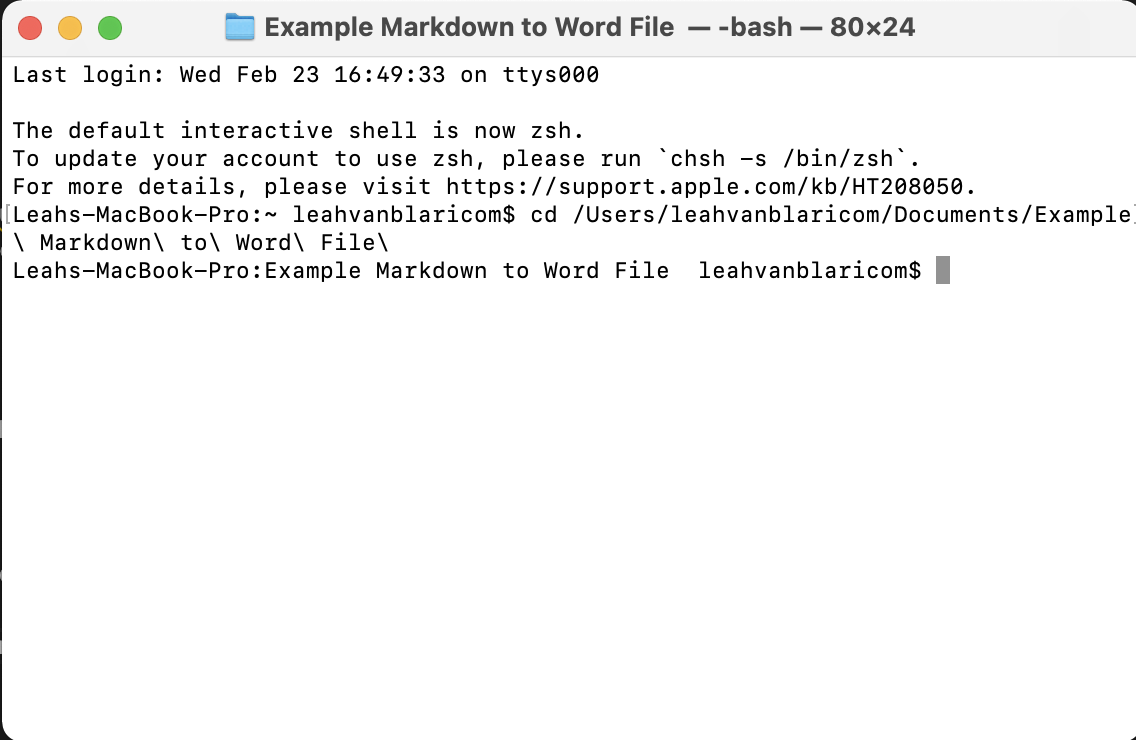 Example Markdown to Word File — -bash — 80×24
Last login: Wed Feb 23 16:49:33 on ttys000
The default interactive shell is now zsh.
To update your account to use zsh, please run `chsh -s /bin/zsh`.
For more details, please visit https://support.apple.com/kb/HT208050.
[Leahs-MacBook-Pro:~ leahvanblaricom$ cd /Users/leahvanblaricom/Documents/Example]
\ Markdown\ to\ Word\ File\
Leahs-MacBook-Pro:Example Markdown to Word File  leahvanblaricom$